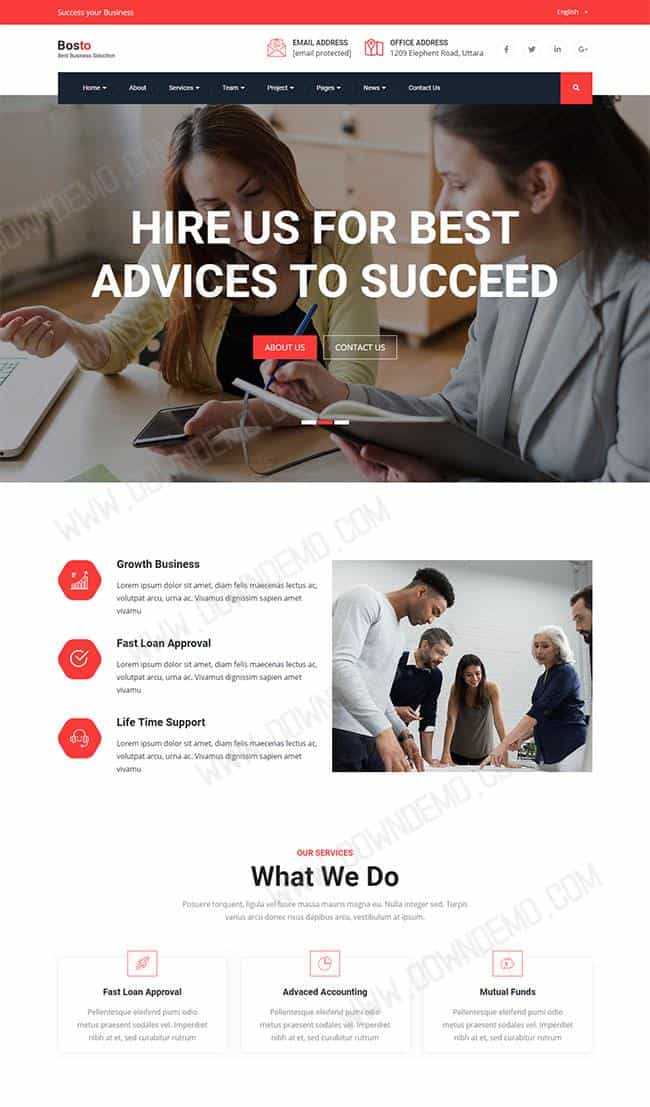 Success your Business
English
Bosto
Best Business Soluction
EMAIL ADDRESS
[email protected]
OFFICE ADDRESS
1209 Elephent Road, Uttara
Home
About
Services
Team
Project
Pages
News
Contact Us
HIRE US FOR BEST
ADVICES TO SUCCEED
ABOUT US
CONTACT US
WWW.DOWNDEMO.COM
Growth Business
Lorem ipsum dolor sit amet, diam felis maecenas lectus ac,
volutpat arcu, urna ac. Vivamus dignissim sapien amet
vivamu
Fast Loan Approval
Lorem ipsum dolor sit amet, diam felis maecenas lectus ac,
volutpat arcu, urna ac. Vivamus dignissim sapien amet
vivamu
Life Time Support
Lorem ipsum dolor sit amet, diam felis maecenas lectus ac,
volutpat arcu, urna ac. Vivamus dignissim sapien amet
vivamu
OUR SERVICES
What We Do
Posuere torquent, ligula vel fusce massa mauris magna eu. Nulla integer sed. Turpis
varius arcu donec risus dapibus arcu, vestibulum at ipsum.
Fast Loan Approval
Pellentesque eleifend pumi odio
metus praesent sodales vel. Imperdiet
nibh at et, sed curabitur rutrum
Advaced Accounting
Pellentesque eleifend pumi odio
metus praesent sodales vel. Imperdiet
nibh at et, sed curabitur rutrum
Mutual Funds
Pellentesque eleifend pumi odio
metus praesent sodales vel. Imperdiet
nibh at et, sed curabitur rutrum